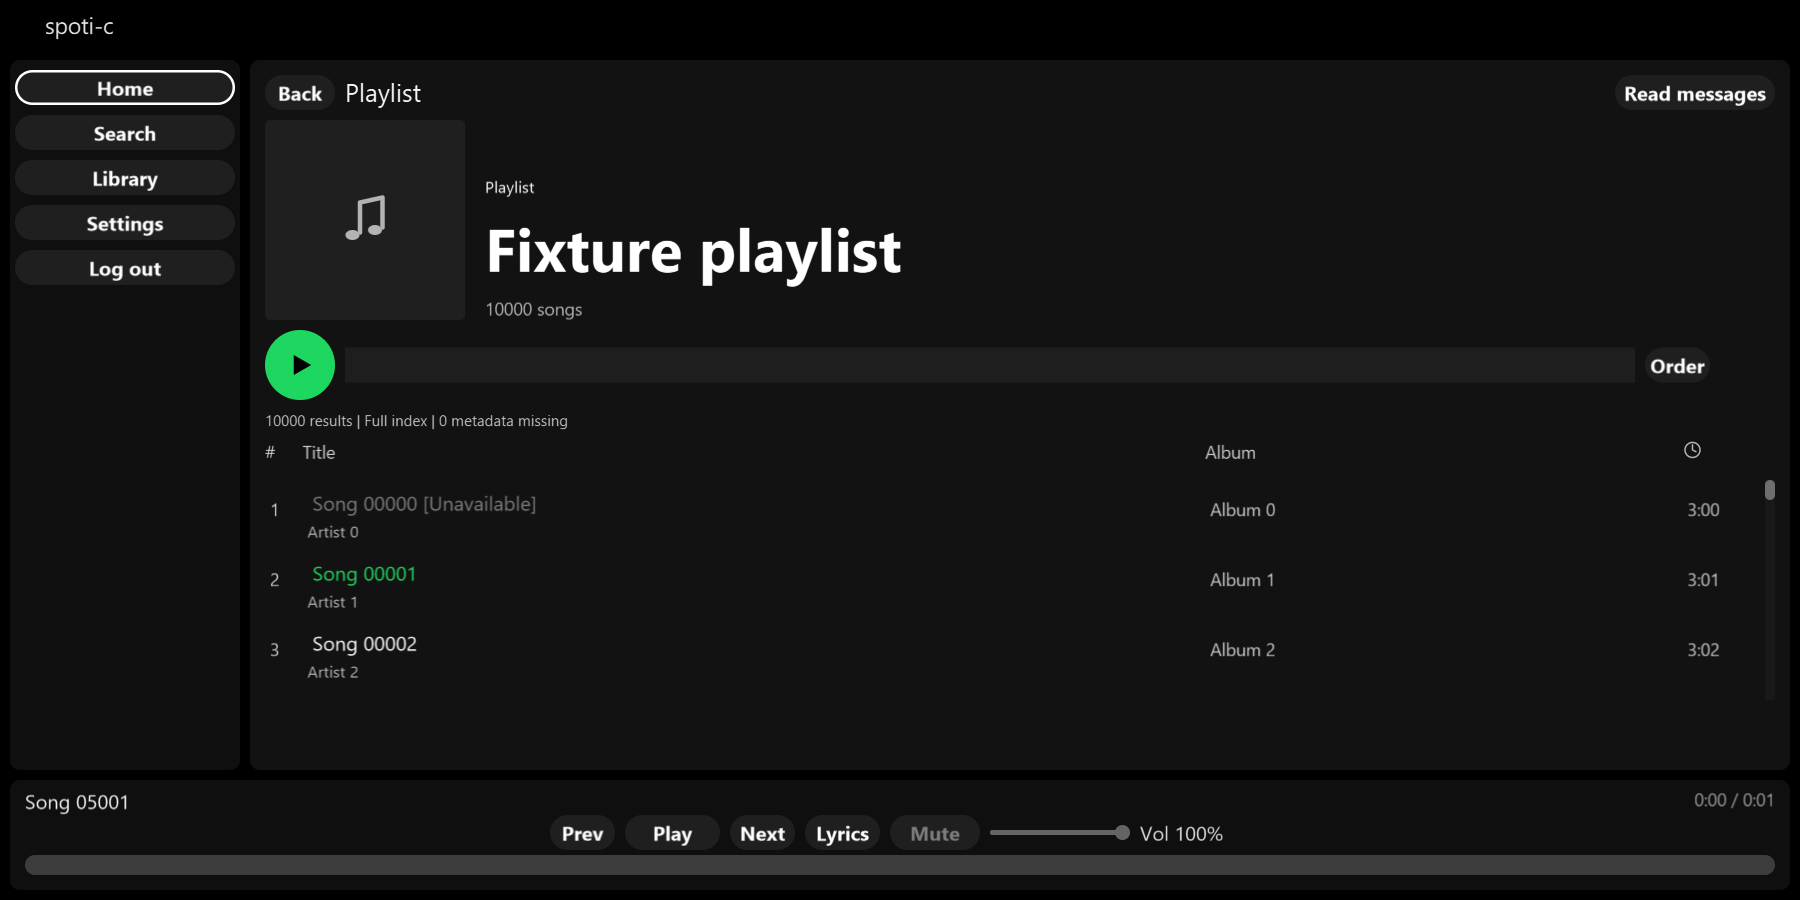 spoti-c
Home
Search
Library
Settings
Log out
Back
Playlist
Read messages
Playlist
Fixture playlist
10000 songs
Order
10000 results | Full index | 0 metadata missing
# Title Album
1 Song 00000 [Unavailable] Album 0 3:00
Artist 0
2 Song 00001 Album 1 3:01
Artist 1
3 Song 00002 Album 2 3:02
Artist 2
Song 05001
0:00 / 0:01
Prev Play Next Lyrics Mute Vol 100%